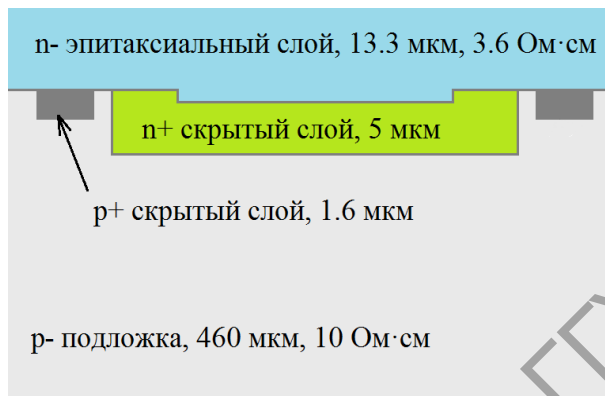 n- эпитаксиальный слой, 13.3 мкм, 3.6 Ом·см
n+ скрытый слой, 5 мкм
p+ скрытый слой, 1.6 мкм
p- подложка, 460 мкм, 10 Ом·см